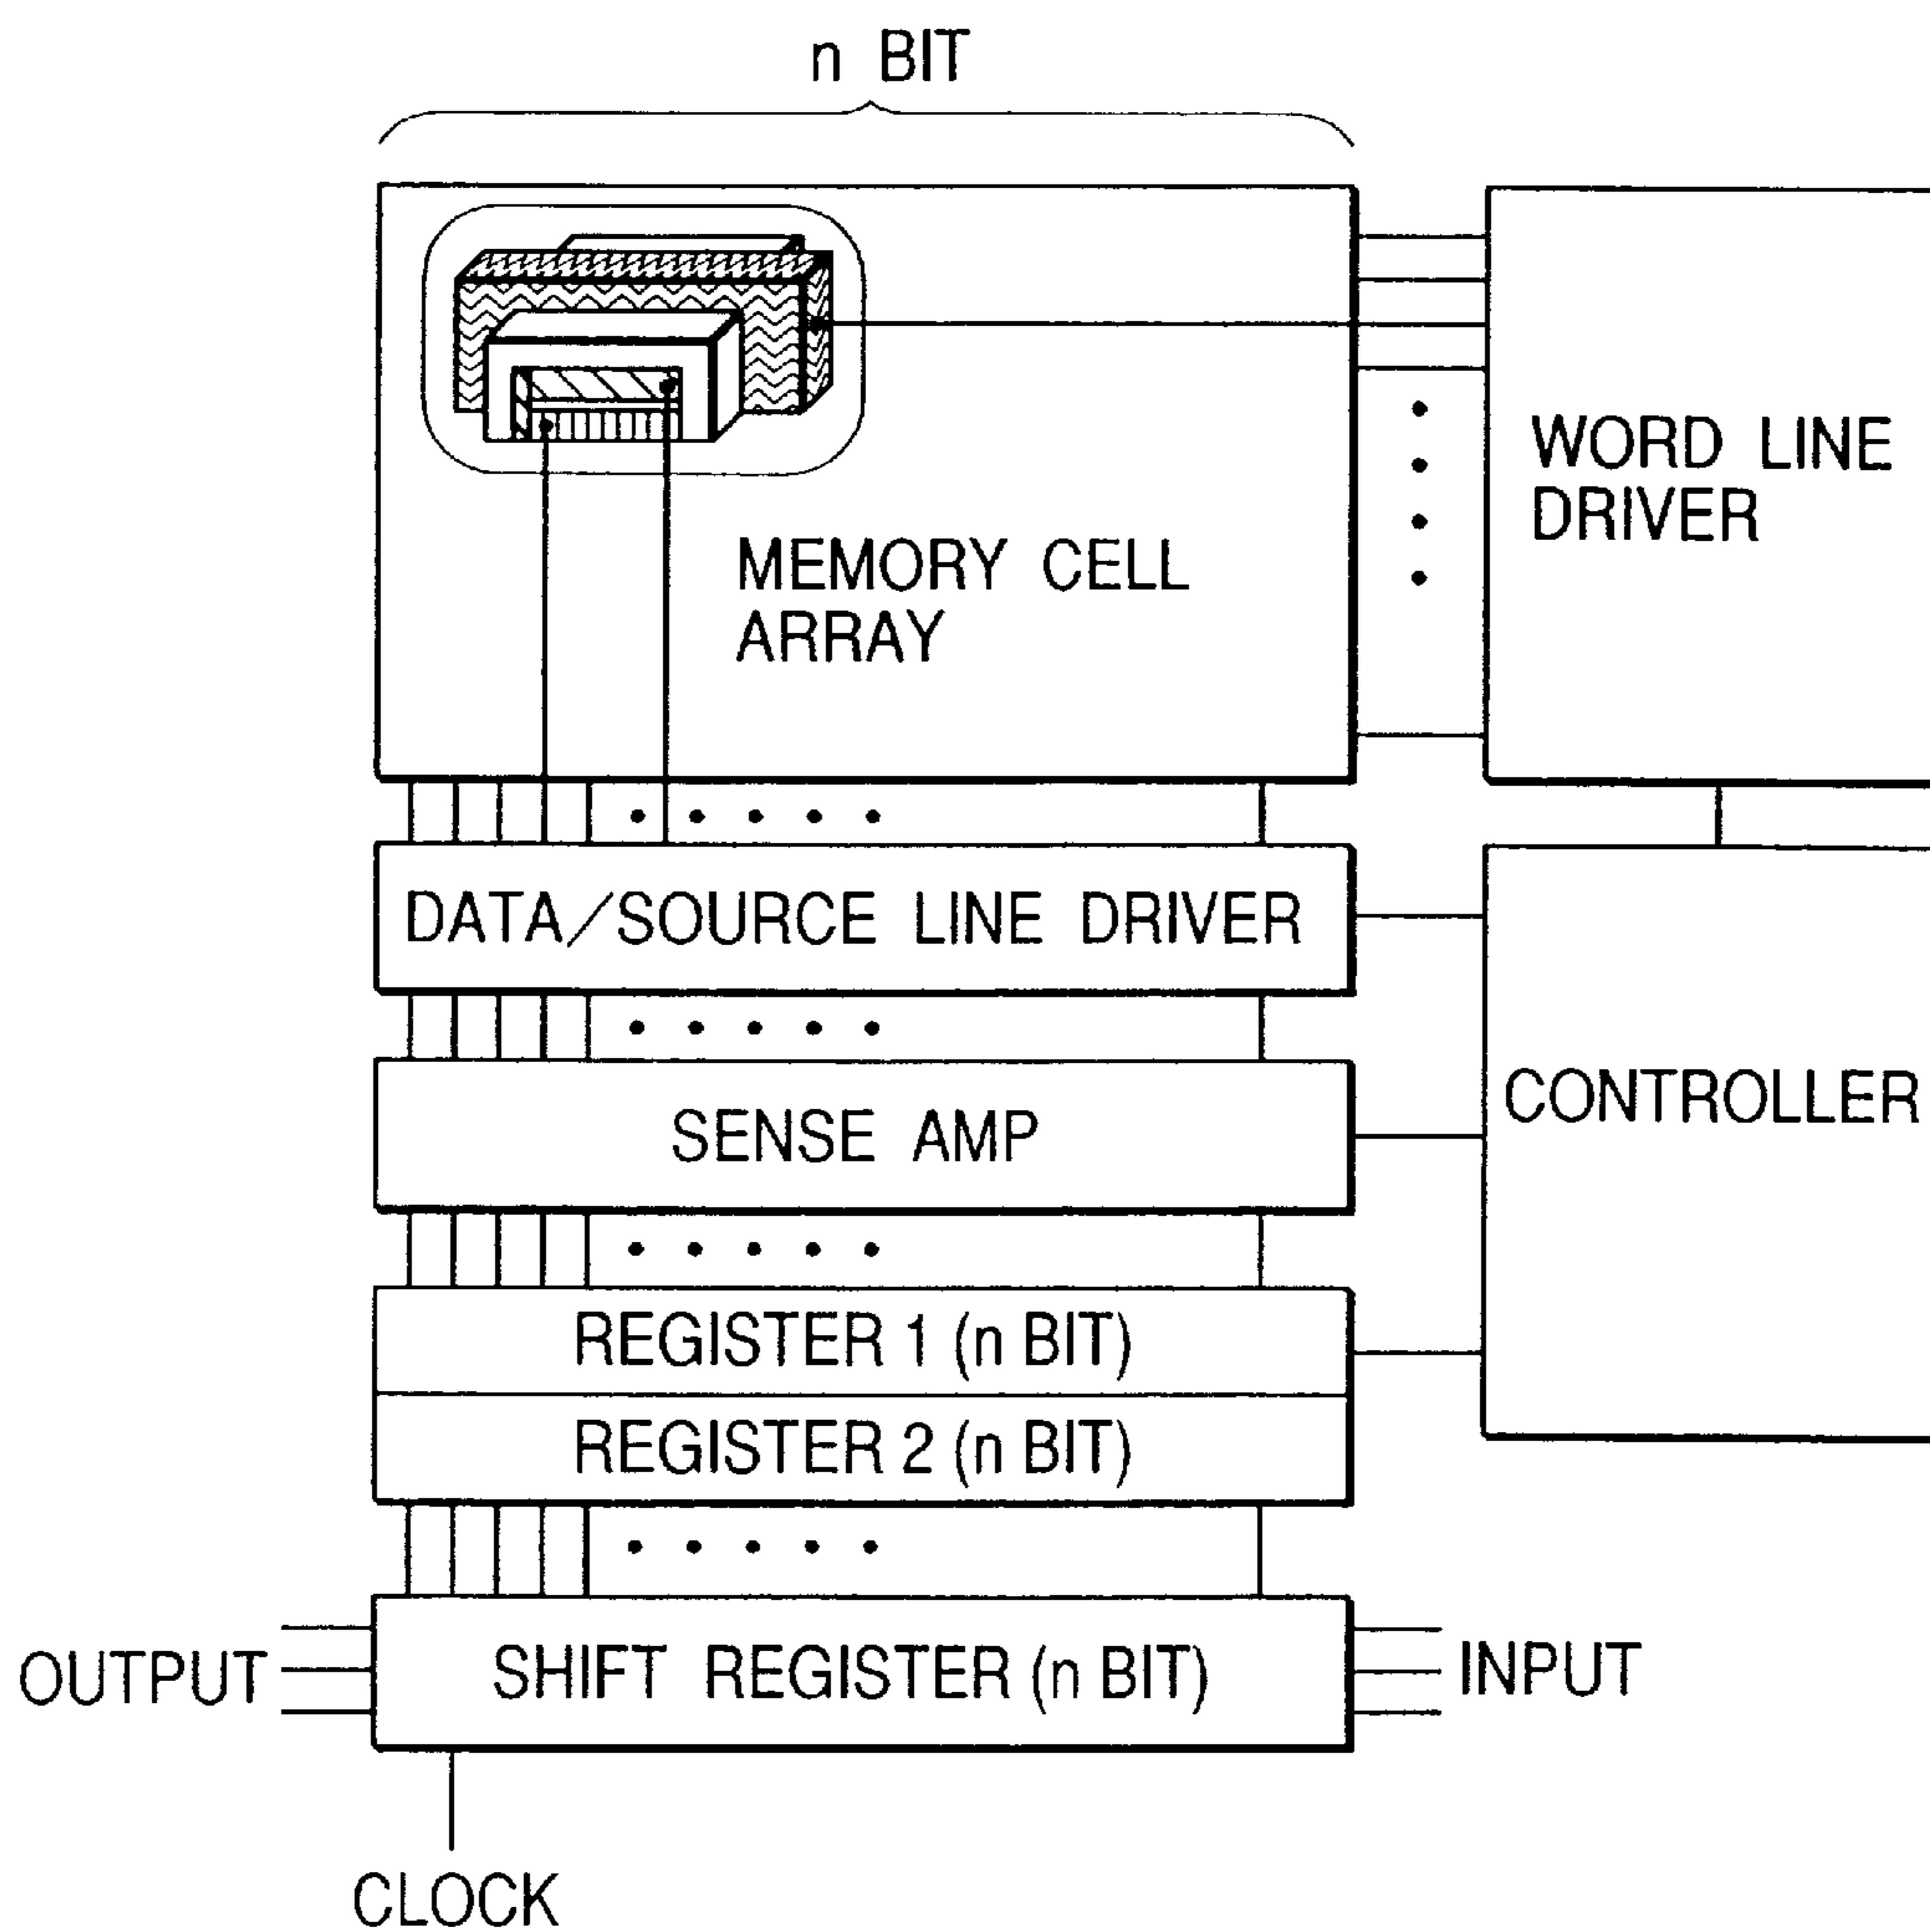 n BIT
WORD LINE
DRIVER
MEMORY CELL
ARRAY
DATA/SOURCE LINE DRIVER
CONTROLLER
SENSE AMP
REGISTER 1 (n BIT)
REGISTER 2 (n BIT)
OUTPUT
SHIFT REGISTER (n BIT)
INPUT
CLOCK